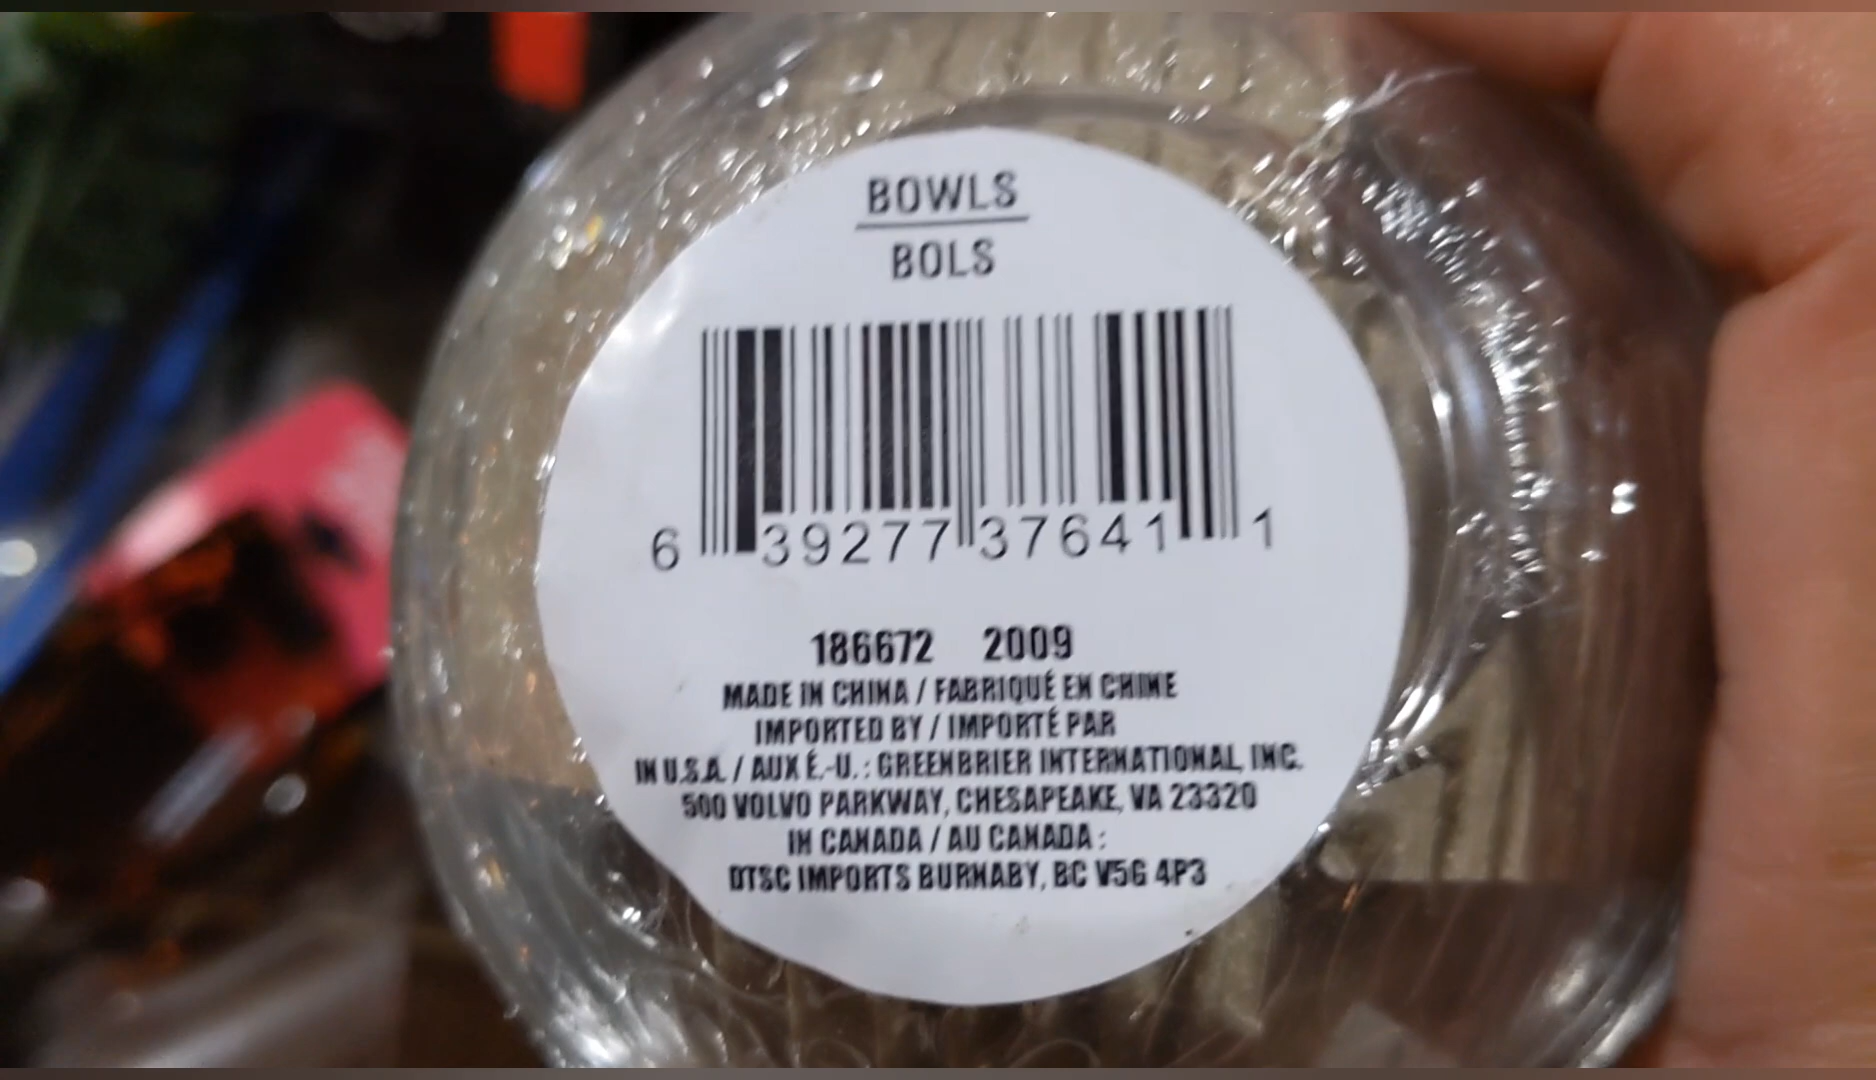 BOWLS
BOLS
6 39277 37641 1
186672 2009
MADE IN CHINA / FABRIQUÉ EN CHINE
IMPORTED BY / IMPORTÉ PAR
IN U.S.A. / AUX É.-U. : GREENBRIER INTERNATIONAL, INC.
500 VOLVO PARKWAY, CHESAPEAKE, VA 23320
IN CANADA / AU CANADA :
DTSC IMPORTS BURNABY, BC V5G 4P3